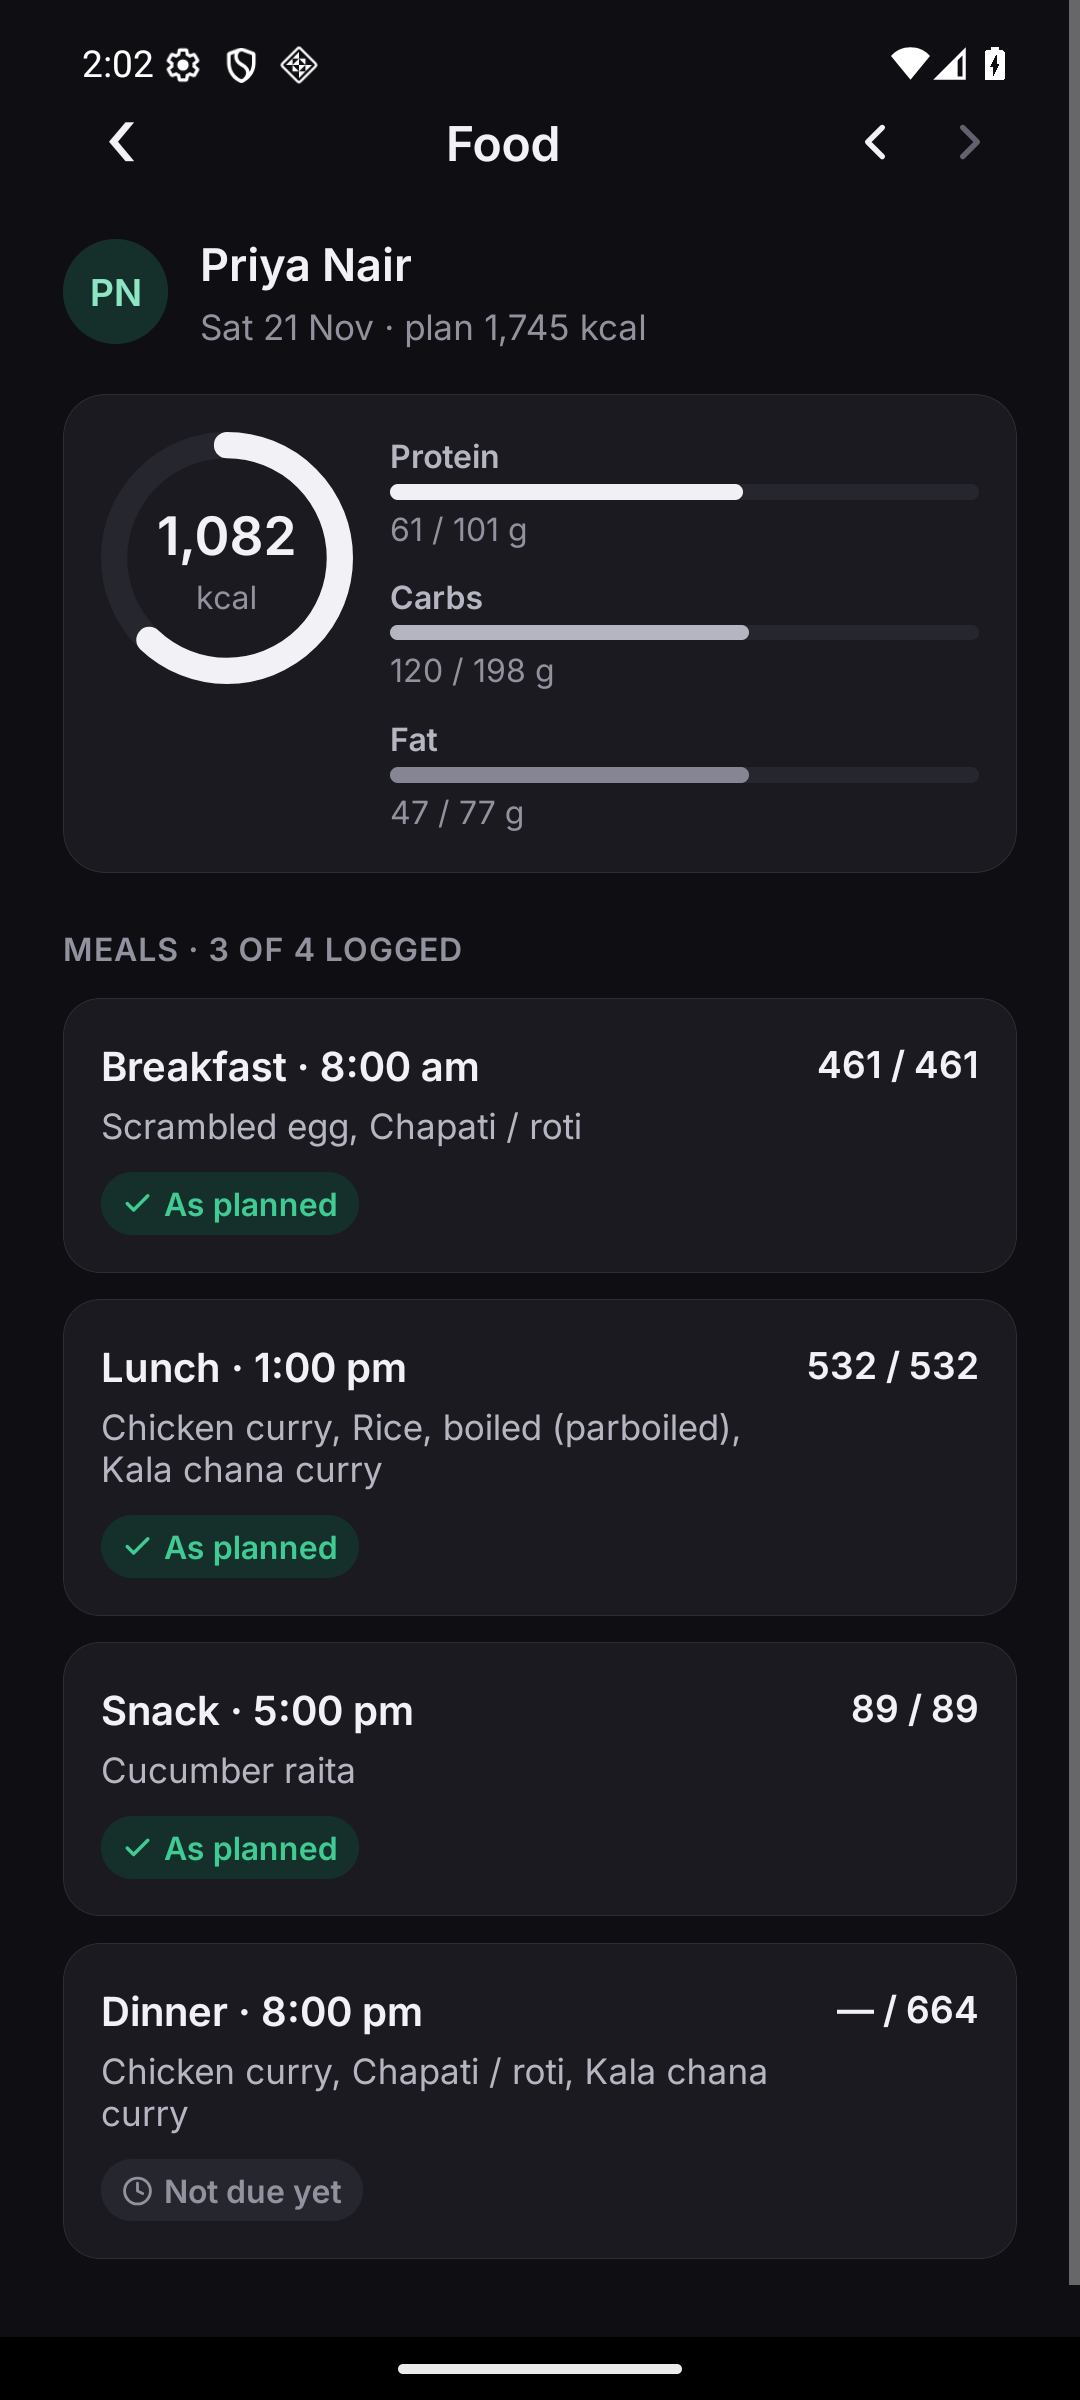 2:02
Food
PN
Priya Nair
Sat 21 Nov · plan 1,745 kcal
1,082
kcal
Protein
61 / 101 g
Carbs
120 / 198 g
Fat
47 / 77 g
MEALS · 3 OF 4 LOGGED
Breakfast · 8:00 am
461 / 461
Scrambled egg, Chapati / roti
As planned
Lunch · 1:00 pm
532 / 532
Chicken curry, Rice, boiled (parboiled),
Kala chana curry
As planned
Snack · 5:00 pm
89 / 89
Cucumber raita
As planned
Dinner · 8:00 pm
— / 664
Chicken curry, Chapati / roti, Kala chana
curry
Not due yet